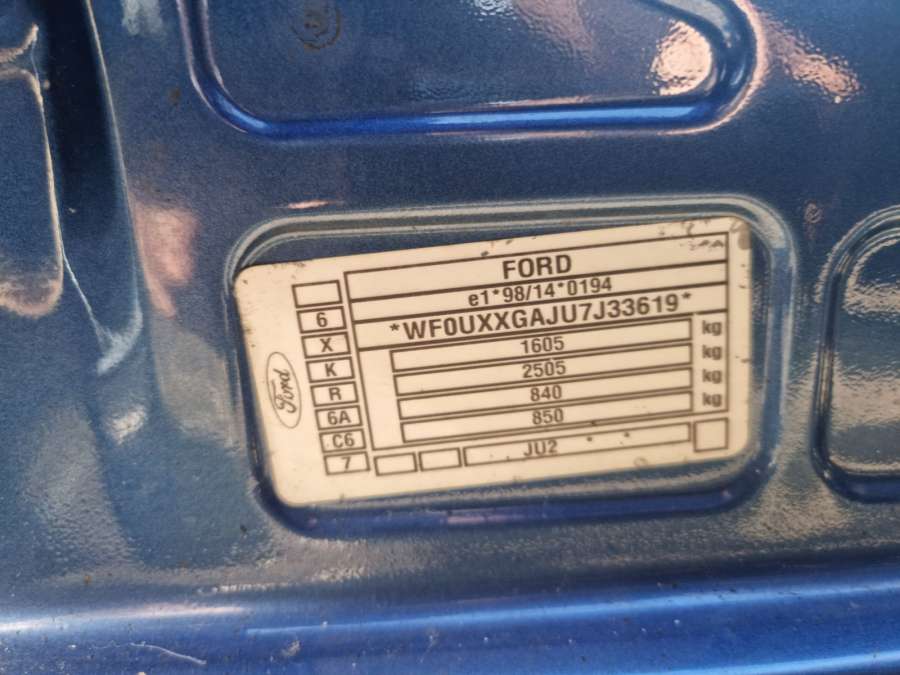 FORD
e1*98/14*0194
*WF0UXXGAJU7J33619*
6
X
K
R
6A
C6
7
1605 kg
2505 kg
840 kg
850 kg
JU2
Ford